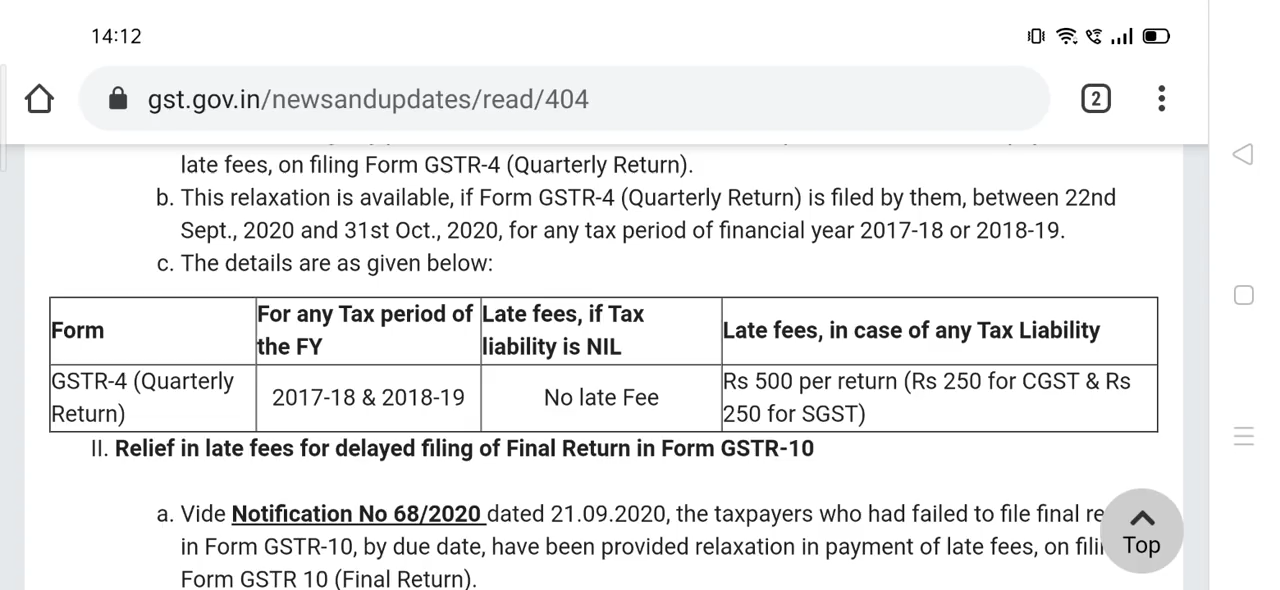 14:12
gst.gov.in/newsandupdates/read/404
2
late fees, on filing Form GSTR-4 (Quarterly Return).
b. This relaxation is available, if Form GSTR-4 (Quarterly Return) is filed by them, between 22nd
Sept., 2020 and 31st Oct., 2020, for any tax period of financial year 2017-18 or 2018-19.
c. The details are as given below:
Form
For any Tax period of
the FY
Late fees, if Tax
liability is NIL
Late fees, in case of any Tax Liability
GSTR-4 (Quarterly
Return)
2017-18 & 2018-19
No late Fee
Rs 500 per return (Rs 250 for CGST & Rs
250 for SGST)
II. Relief in late fees for delayed filing of Final Return in Form GSTR-10
a. Vide Notification No 68/2020 dated 21.09.2020, the taxpayers who had failed to file final re
in Form GSTR-10, by due date, have been provided relaxation in payment of late fees, on fili
Form GSTR 10 (Final Return).
Top